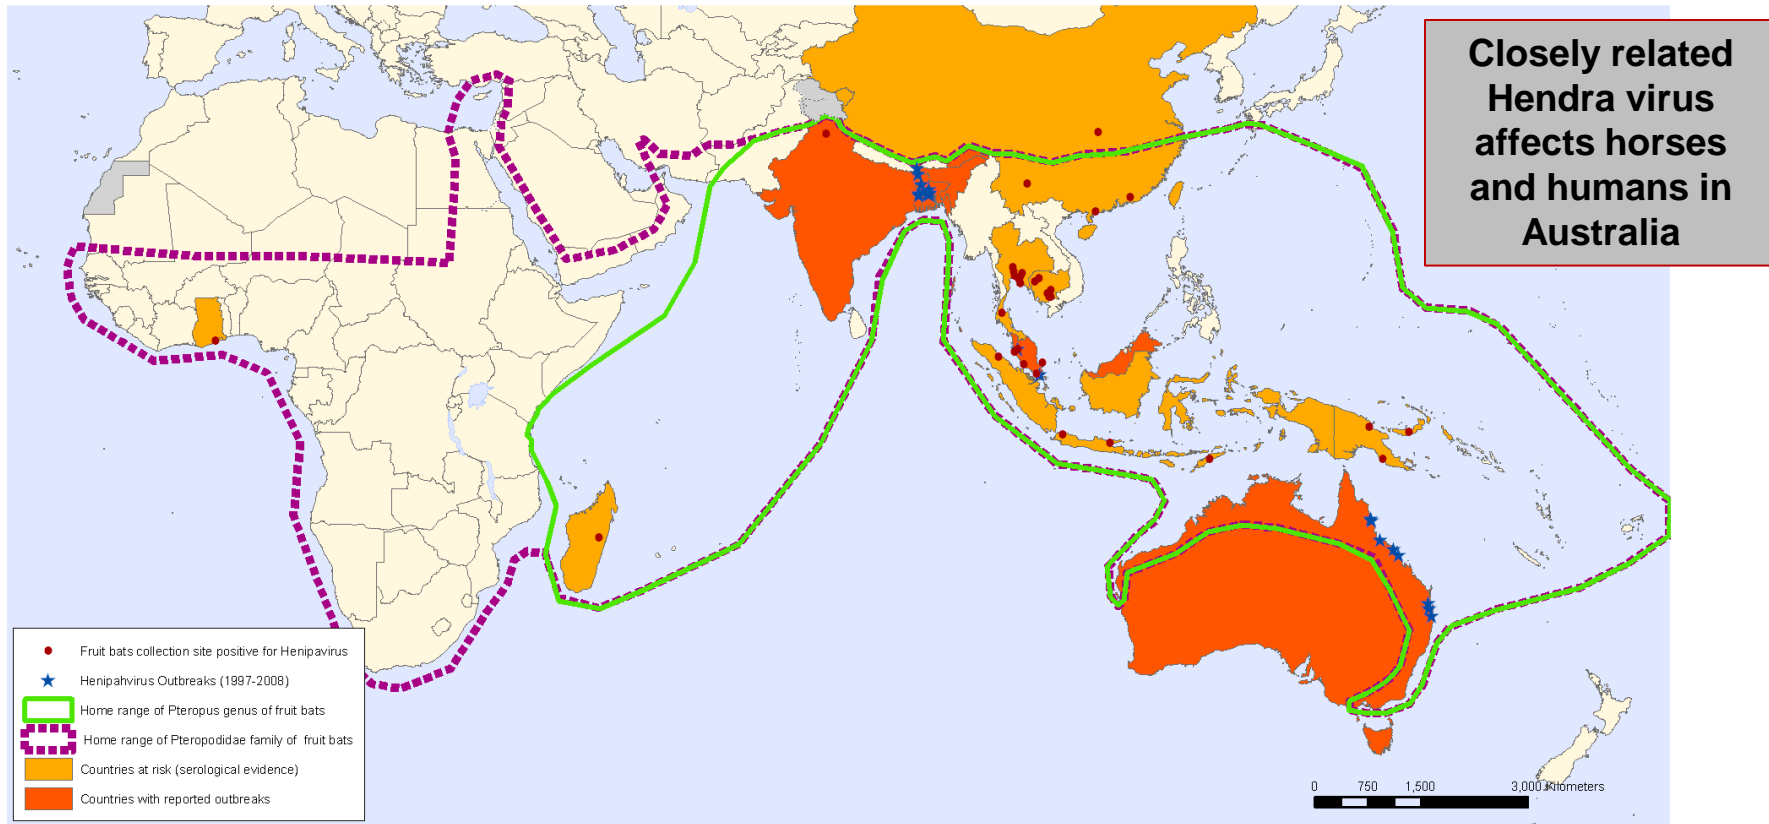 Closely related
Hendra virus
affects horses
and humans in
Australia
Fruit bats collection site positive for Henipavirus
Henipahvirus Outbreaks (1997-2008)
Home range of Pteropus genus of fruit bats
Home range of Pteropodidae family of fruit bats
Countries at risk (serological evidence)
Countries with reported outbreaks
0 750 1,500 3,000 Kilometers